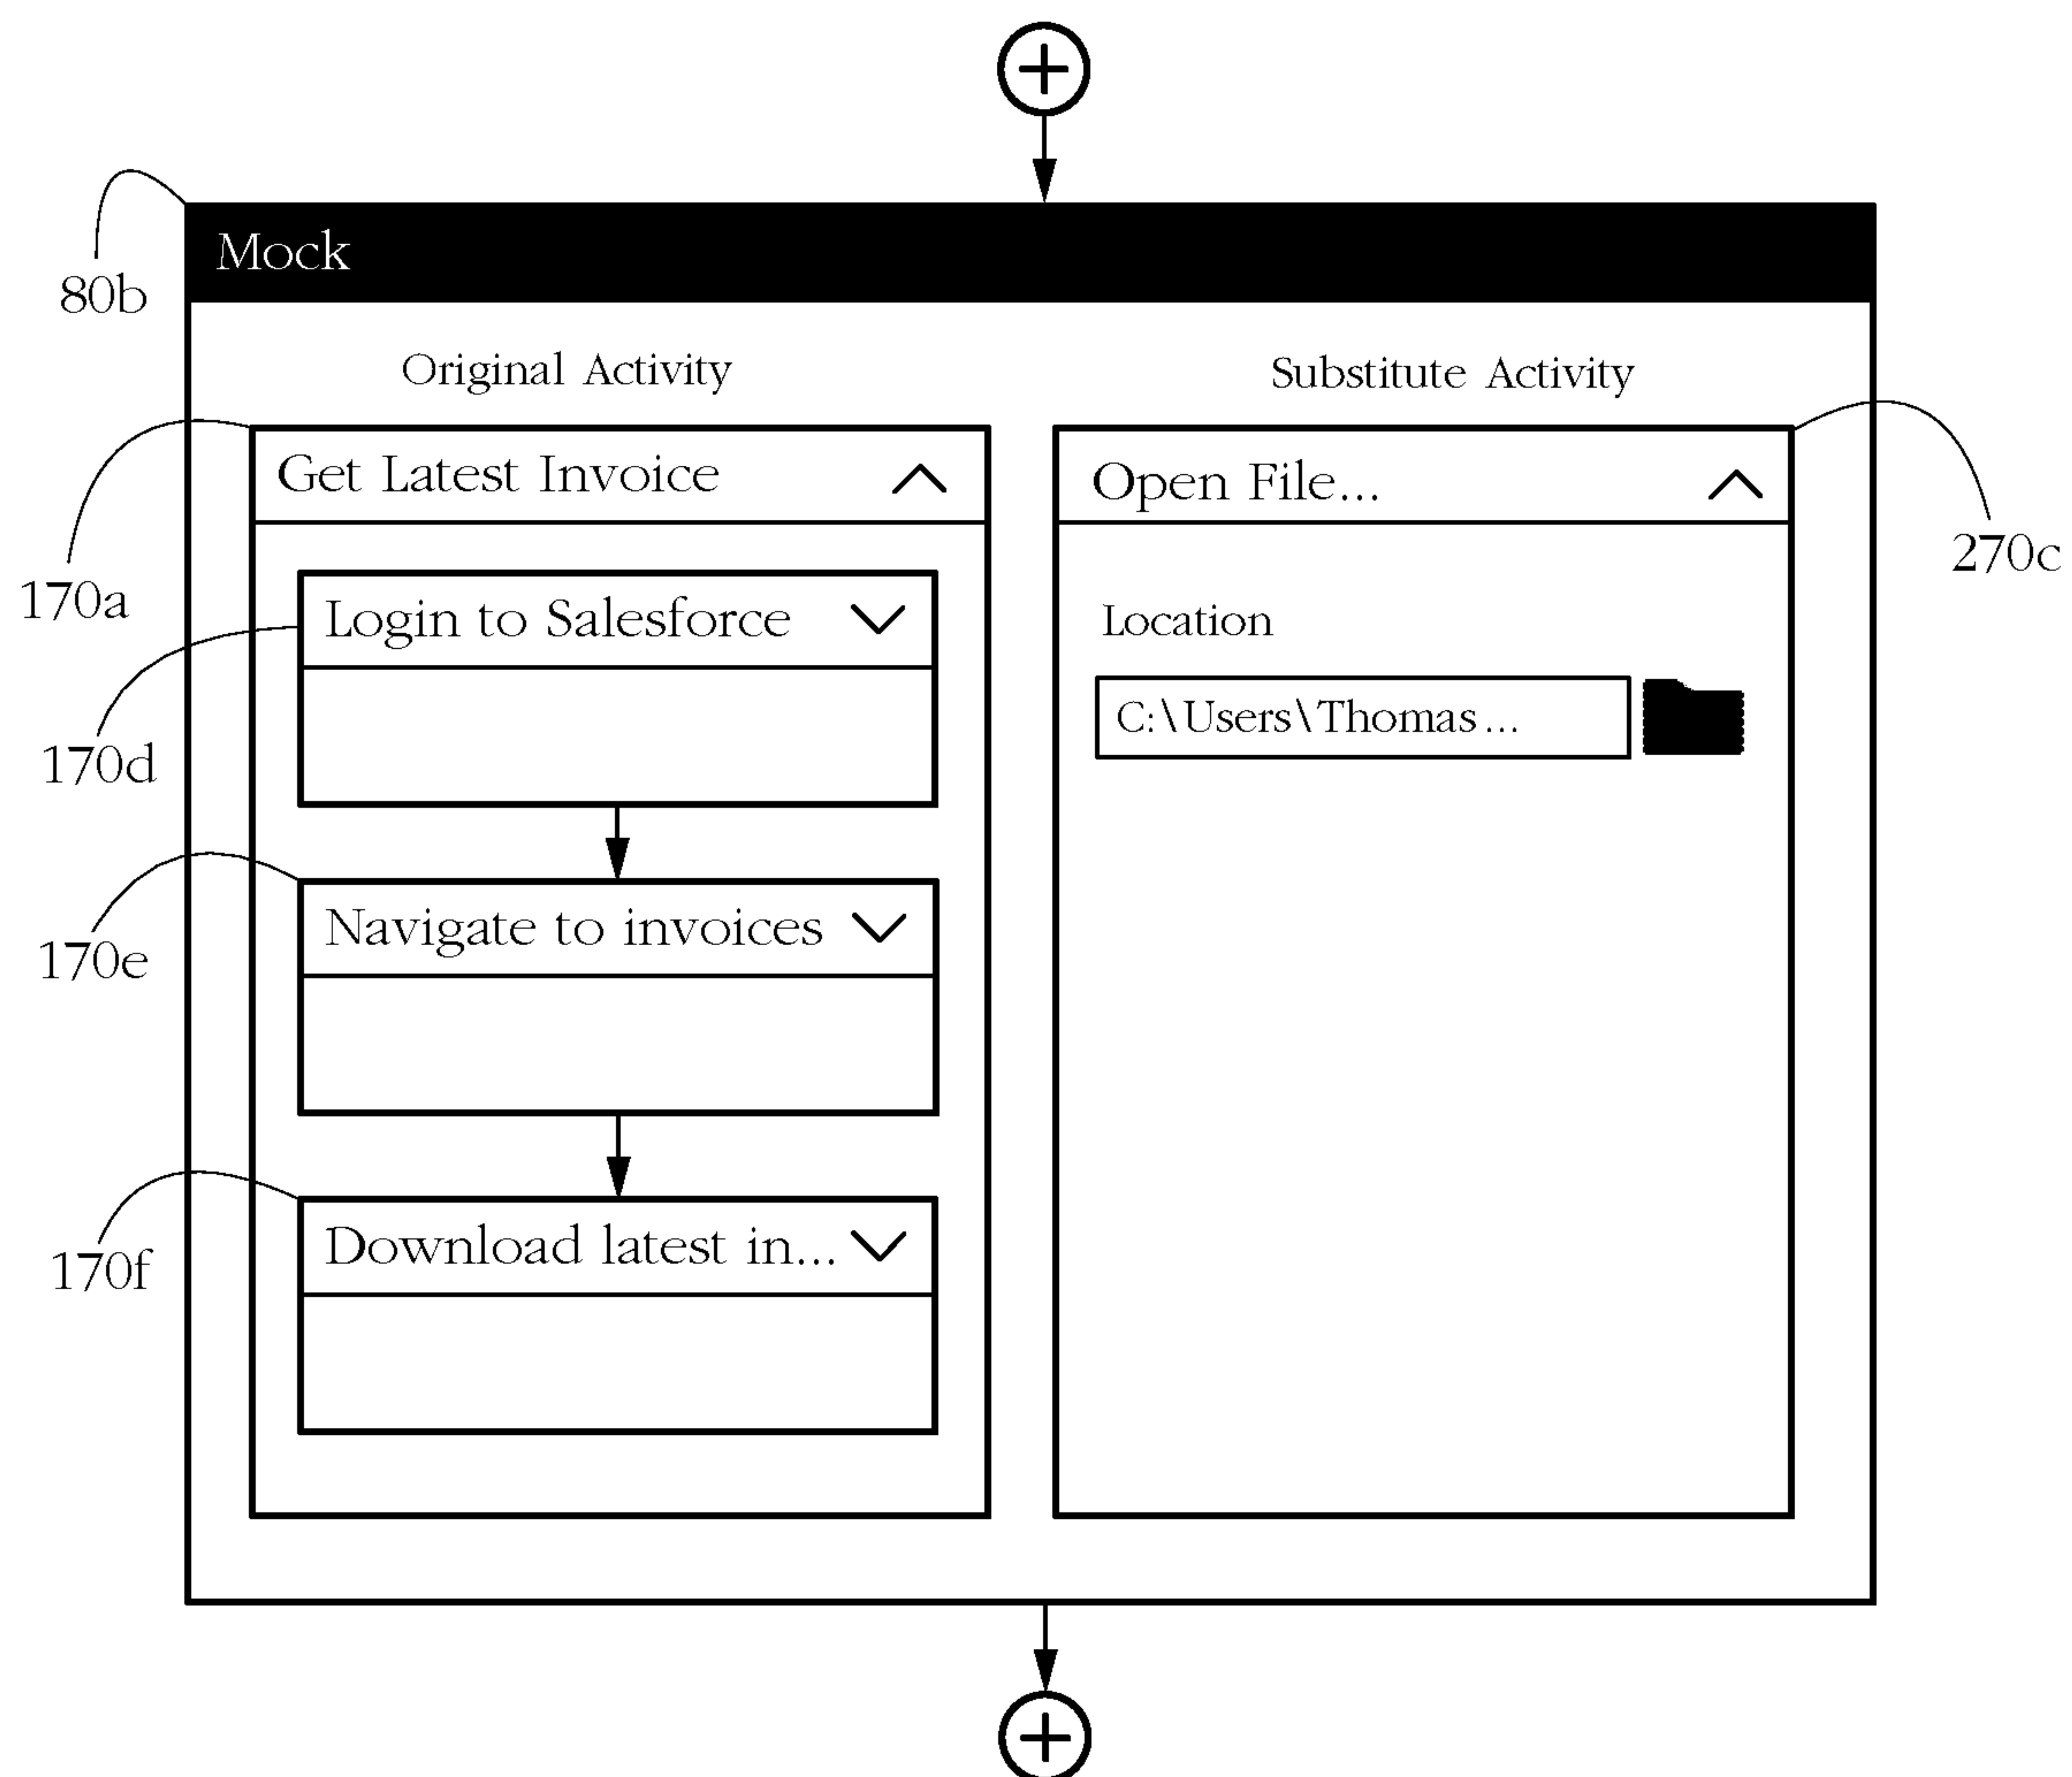 Mock
80b
Original Activity
Substitute Activity
170a
Get Latest Invoice
Login to Salesforce
170d
Navigate to invoices
170e
Download latest in...
170f
Open File...
270c
Location
C:\Users\Thomas...